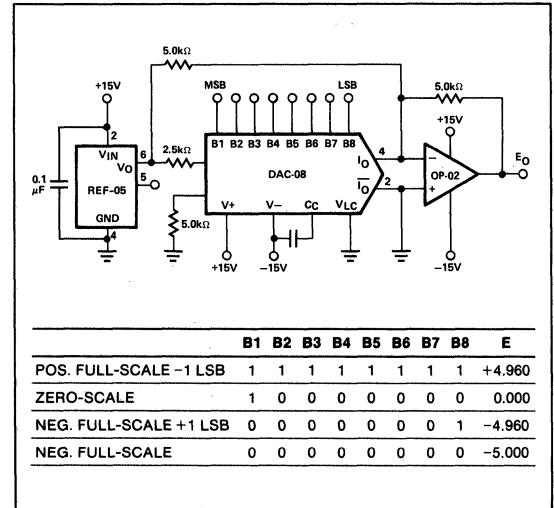 5.0kΩ
+15V
MSB
LSB
5.0kΩ
+15V
2
B1 B2 B3 B4 B5 B6 B7 B8
VIN
VO
6
2.5kΩ
IO
4
−
EO
0.1
μF
REF-05
5
DAC-08
OP-02
IO
2
+
GND
4
5.0kΩ
V+
V−
CC
VLC
+15V
−15V
−15V
B1 B2 B3 B4 B5 B6 B7 B8 E
POS. FULL-SCALE −1 LSB 1 1 1 1 1 1 1 1 +4.960
ZERO-SCALE 1 0 0 0 0 0 0 0 0.000
NEG. FULL-SCALE +1 LSB 0 0 0 0 0 0 0 1 −4.960
NEG. FULL-SCALE 0 0 0 0 0 0 0 0 −5.000